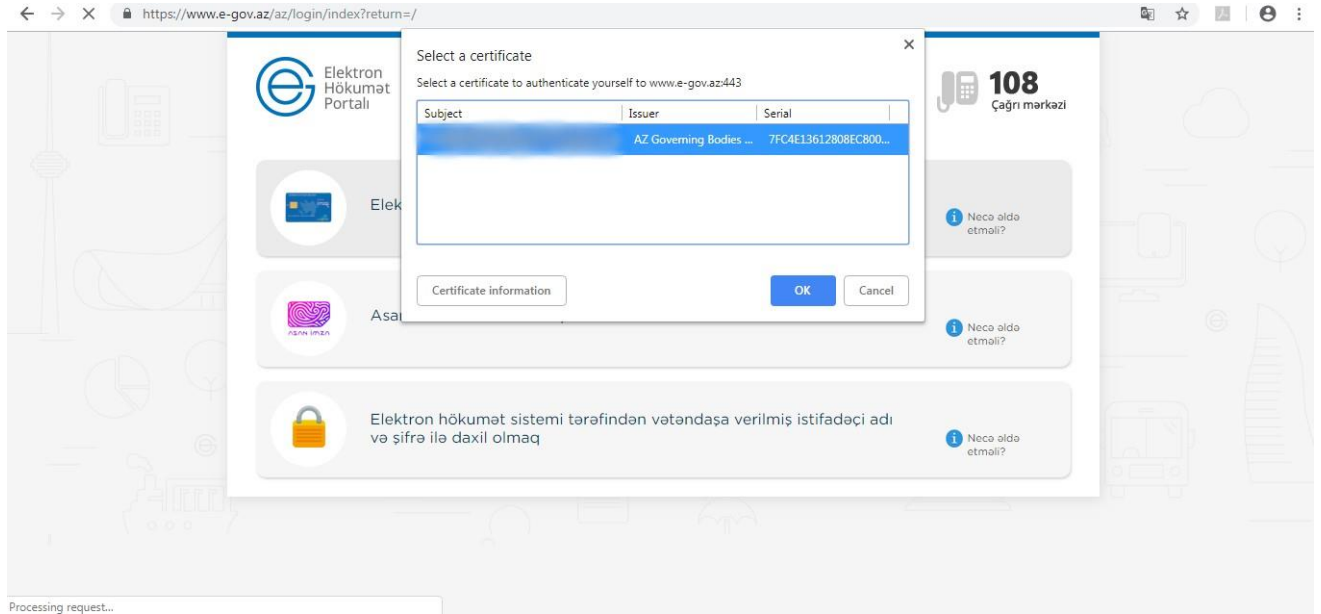 https://www.e-gov.az/az/login/index?return=/
Elektron
Hökumət
Portalı
108
Çağrı mərkəzi
Select a certificate
Select a certificate to authenticate yourself to www.e-gov.az:443
Subject Issuer Serial
AZ Governing Bodies ... 7FC4E13612808EC800...
Certificate information OK Cancel
Elek
Necə əldə
etməli?
Asa
ASAN İMZA
Necə əldə
etməli?
Elektron hökumət sistemi tərəfindən vətəndaşa verilmiş istifadəçi adı
və şifrə ilə daxil olmaq
Necə əldə
etməli?
Processing request...